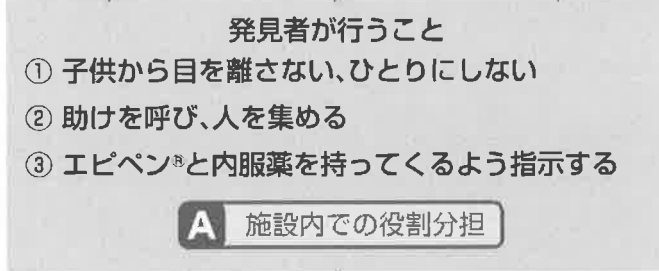 発見者が行うこと
① 子供から目を離さない、ひとりにしない
② 助けを呼び、人を集める
③ エピペン®と内服薬を持ってくるよう指示する
A 施設内での役割分担